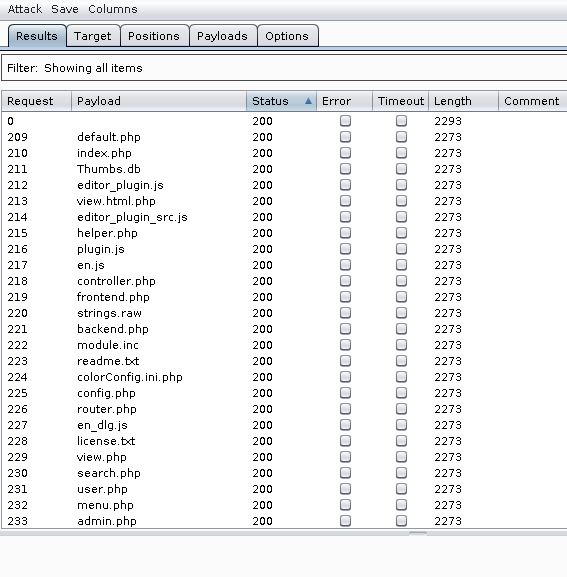 Attack Save Columns
Results Target Positions Payloads Options
Filter: Showing all items
Request Payload Status Error Timeout Length Comment
0 200 2293
209 default.php 200 2273
210 index.php 200 2273
211 Thumbs.db 200 2273
212 editor_plugin.js 200 2273
213 view.html.php 200 2273
214 editor_plugin_src.js 200 2273
215 helper.php 200 2273
216 plugin.js 200 2273
217 en.js 200 2273
218 controller.php 200 2273
219 frontend.php 200 2273
220 strings.raw 200 2273
221 backend.php 200 2273
222 module.inc 200 2273
223 readme.txt 200 2273
224 colorConfig.ini.php 200 2273
225 config.php 200 2273
226 router.php 200 2273
227 en_dlg.js 200 2273
228 license.txt 200 2273
229 view.php 200 2273
230 search.php 200 2273
231 user.php 200 2273
232 menu.php 200 2273
233 admin.php 200 2273